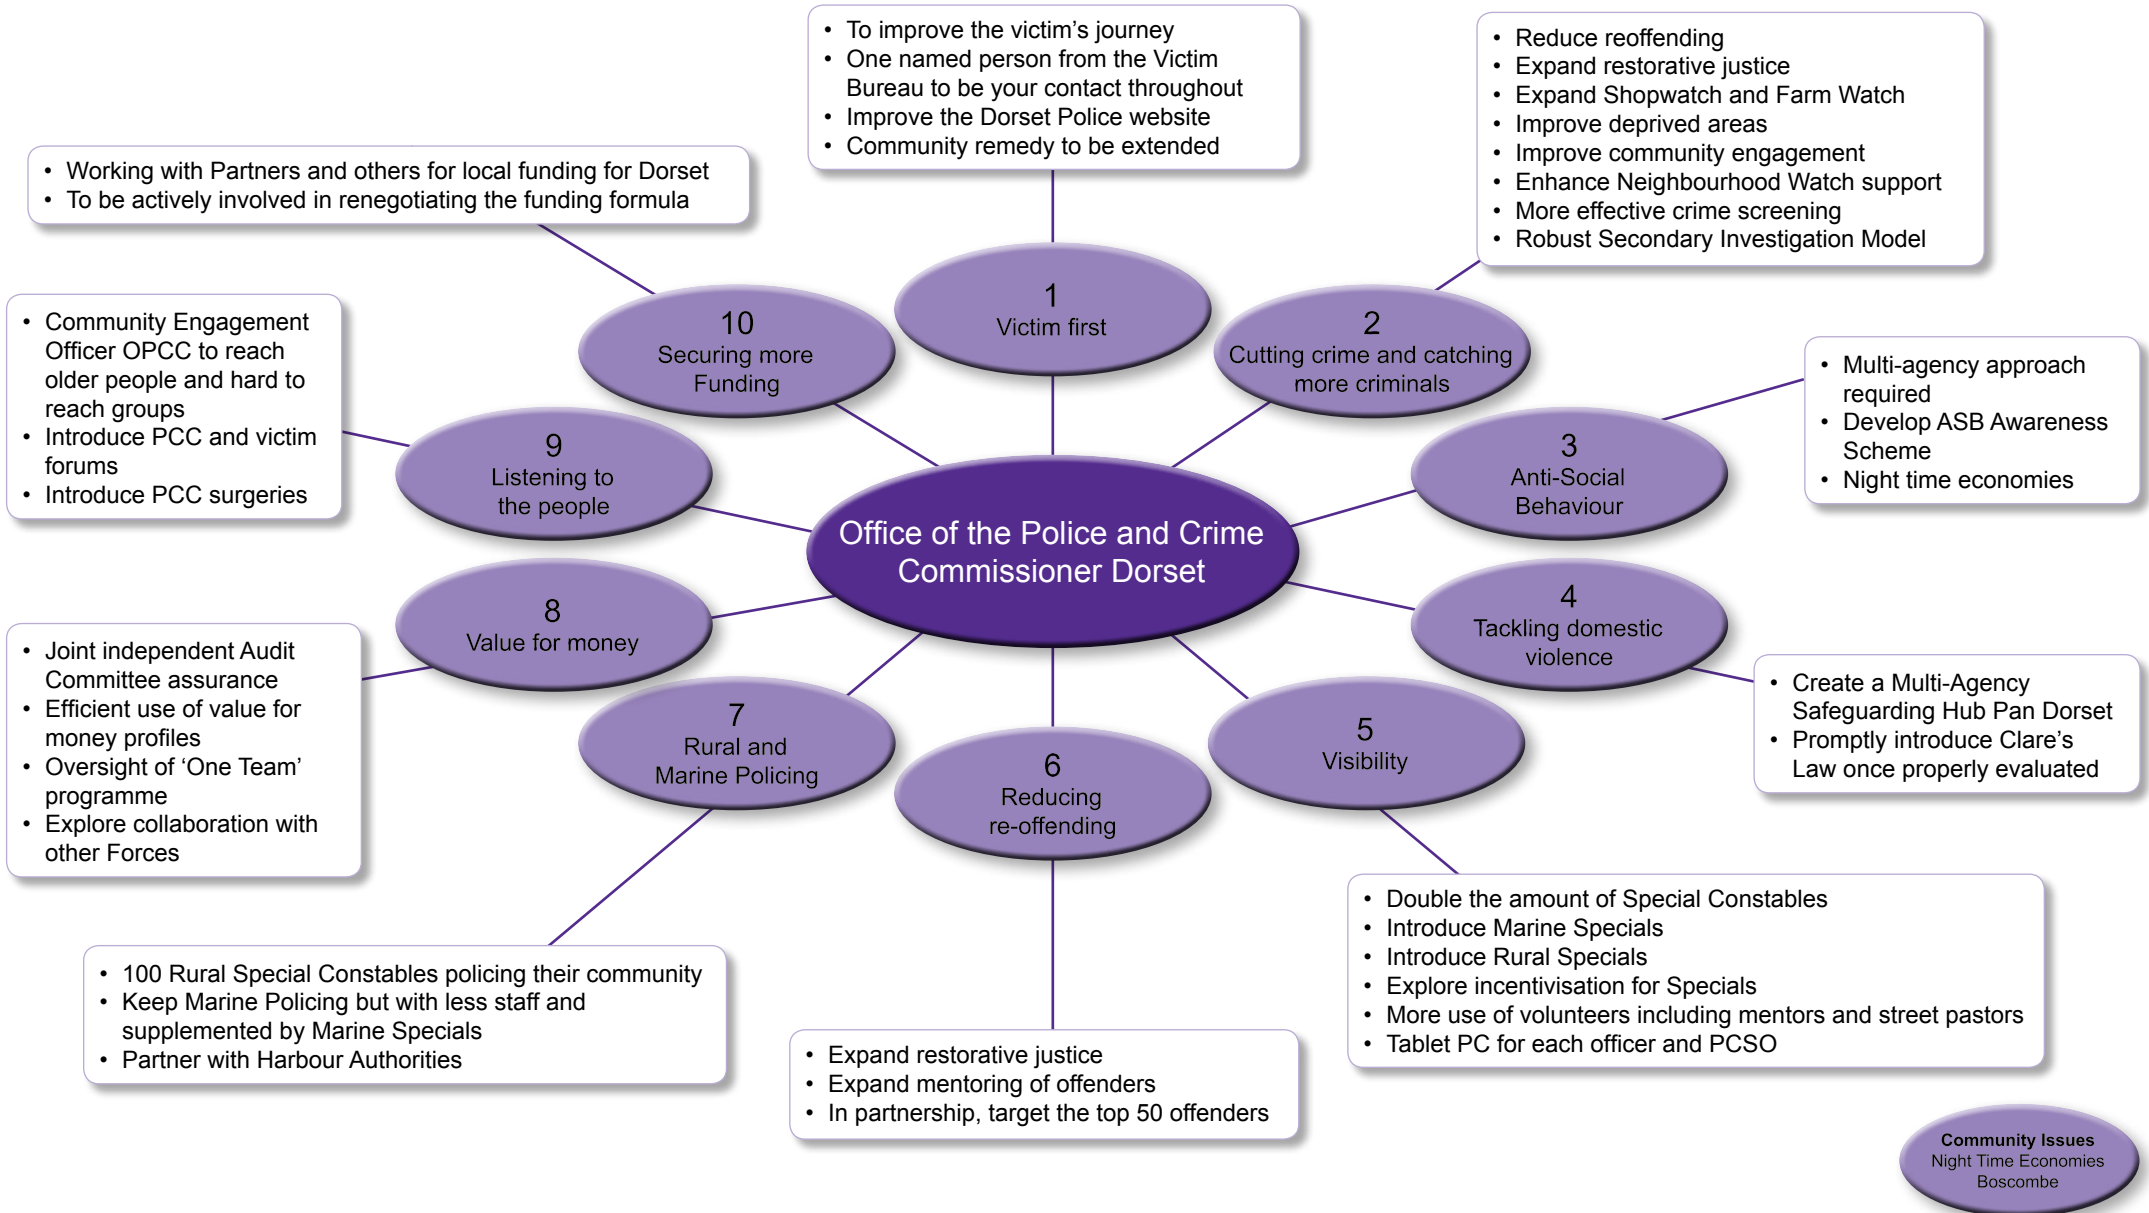 Office of the Police and Crime
Commissioner Dorset
1
Victim first
• To improve the victim’s journey
• One named person from the Victim
Bureau to be your contact throughout
• Improve the Dorset Police website
• Community remedy to be extended
2
Cutting crime and catching
more criminals
• Reduce reoffending
• Expand restorative justice
• Expand Shopwatch and Farm Watch
• Improve deprived areas
• Improve community engagement
• Enhance Neighbourhood Watch support
• More effective crime screening
• Robust Secondary Investigation Model
3
Anti-Social
Behaviour
• Multi-agency approach
required
• Develop ASB Awareness
Scheme
• Night time economies
4
Tackling domestic
violence
• Create a Multi-Agency
Safeguarding Hub Pan Dorset
• Promptly introduce Clare’s
Law once properly evaluated
5
Visibility
• Double the amount of Special Constables
• Introduce Marine Specials
• Introduce Rural Specials
• Explore incentivisation for Specials
• More use of volunteers including mentors and street pastors
• Tablet PC for each officer and PCSO
6
Reducing
re-offending
• Expand restorative justice
• Expand mentoring of offenders
• In partnership, target the top 50 offenders
7
Rural and
Marine Policing
• 100 Rural Special Constables policing their community
• Keep Marine Policing but with less staff and
supplemented by Marine Specials
• Partner with Harbour Authorities
8
Value for money
• Joint independent Audit
Committee assurance
• Efficient use of value for
money profiles
• Oversight of ‘One Team’
programme
• Explore collaboration with
other Forces
9
Listening to
the people
• Community Engagement
Officer OPCC to reach
older people and hard to
reach groups
• Introduce PCC and victim
forums
• Introduce PCC surgeries
10
Securing more
Funding
• Working with Partners and others for local funding for Dorset
• To be actively involved in renegotiating the funding formula
Community Issues
Night Time Economies
Boscombe